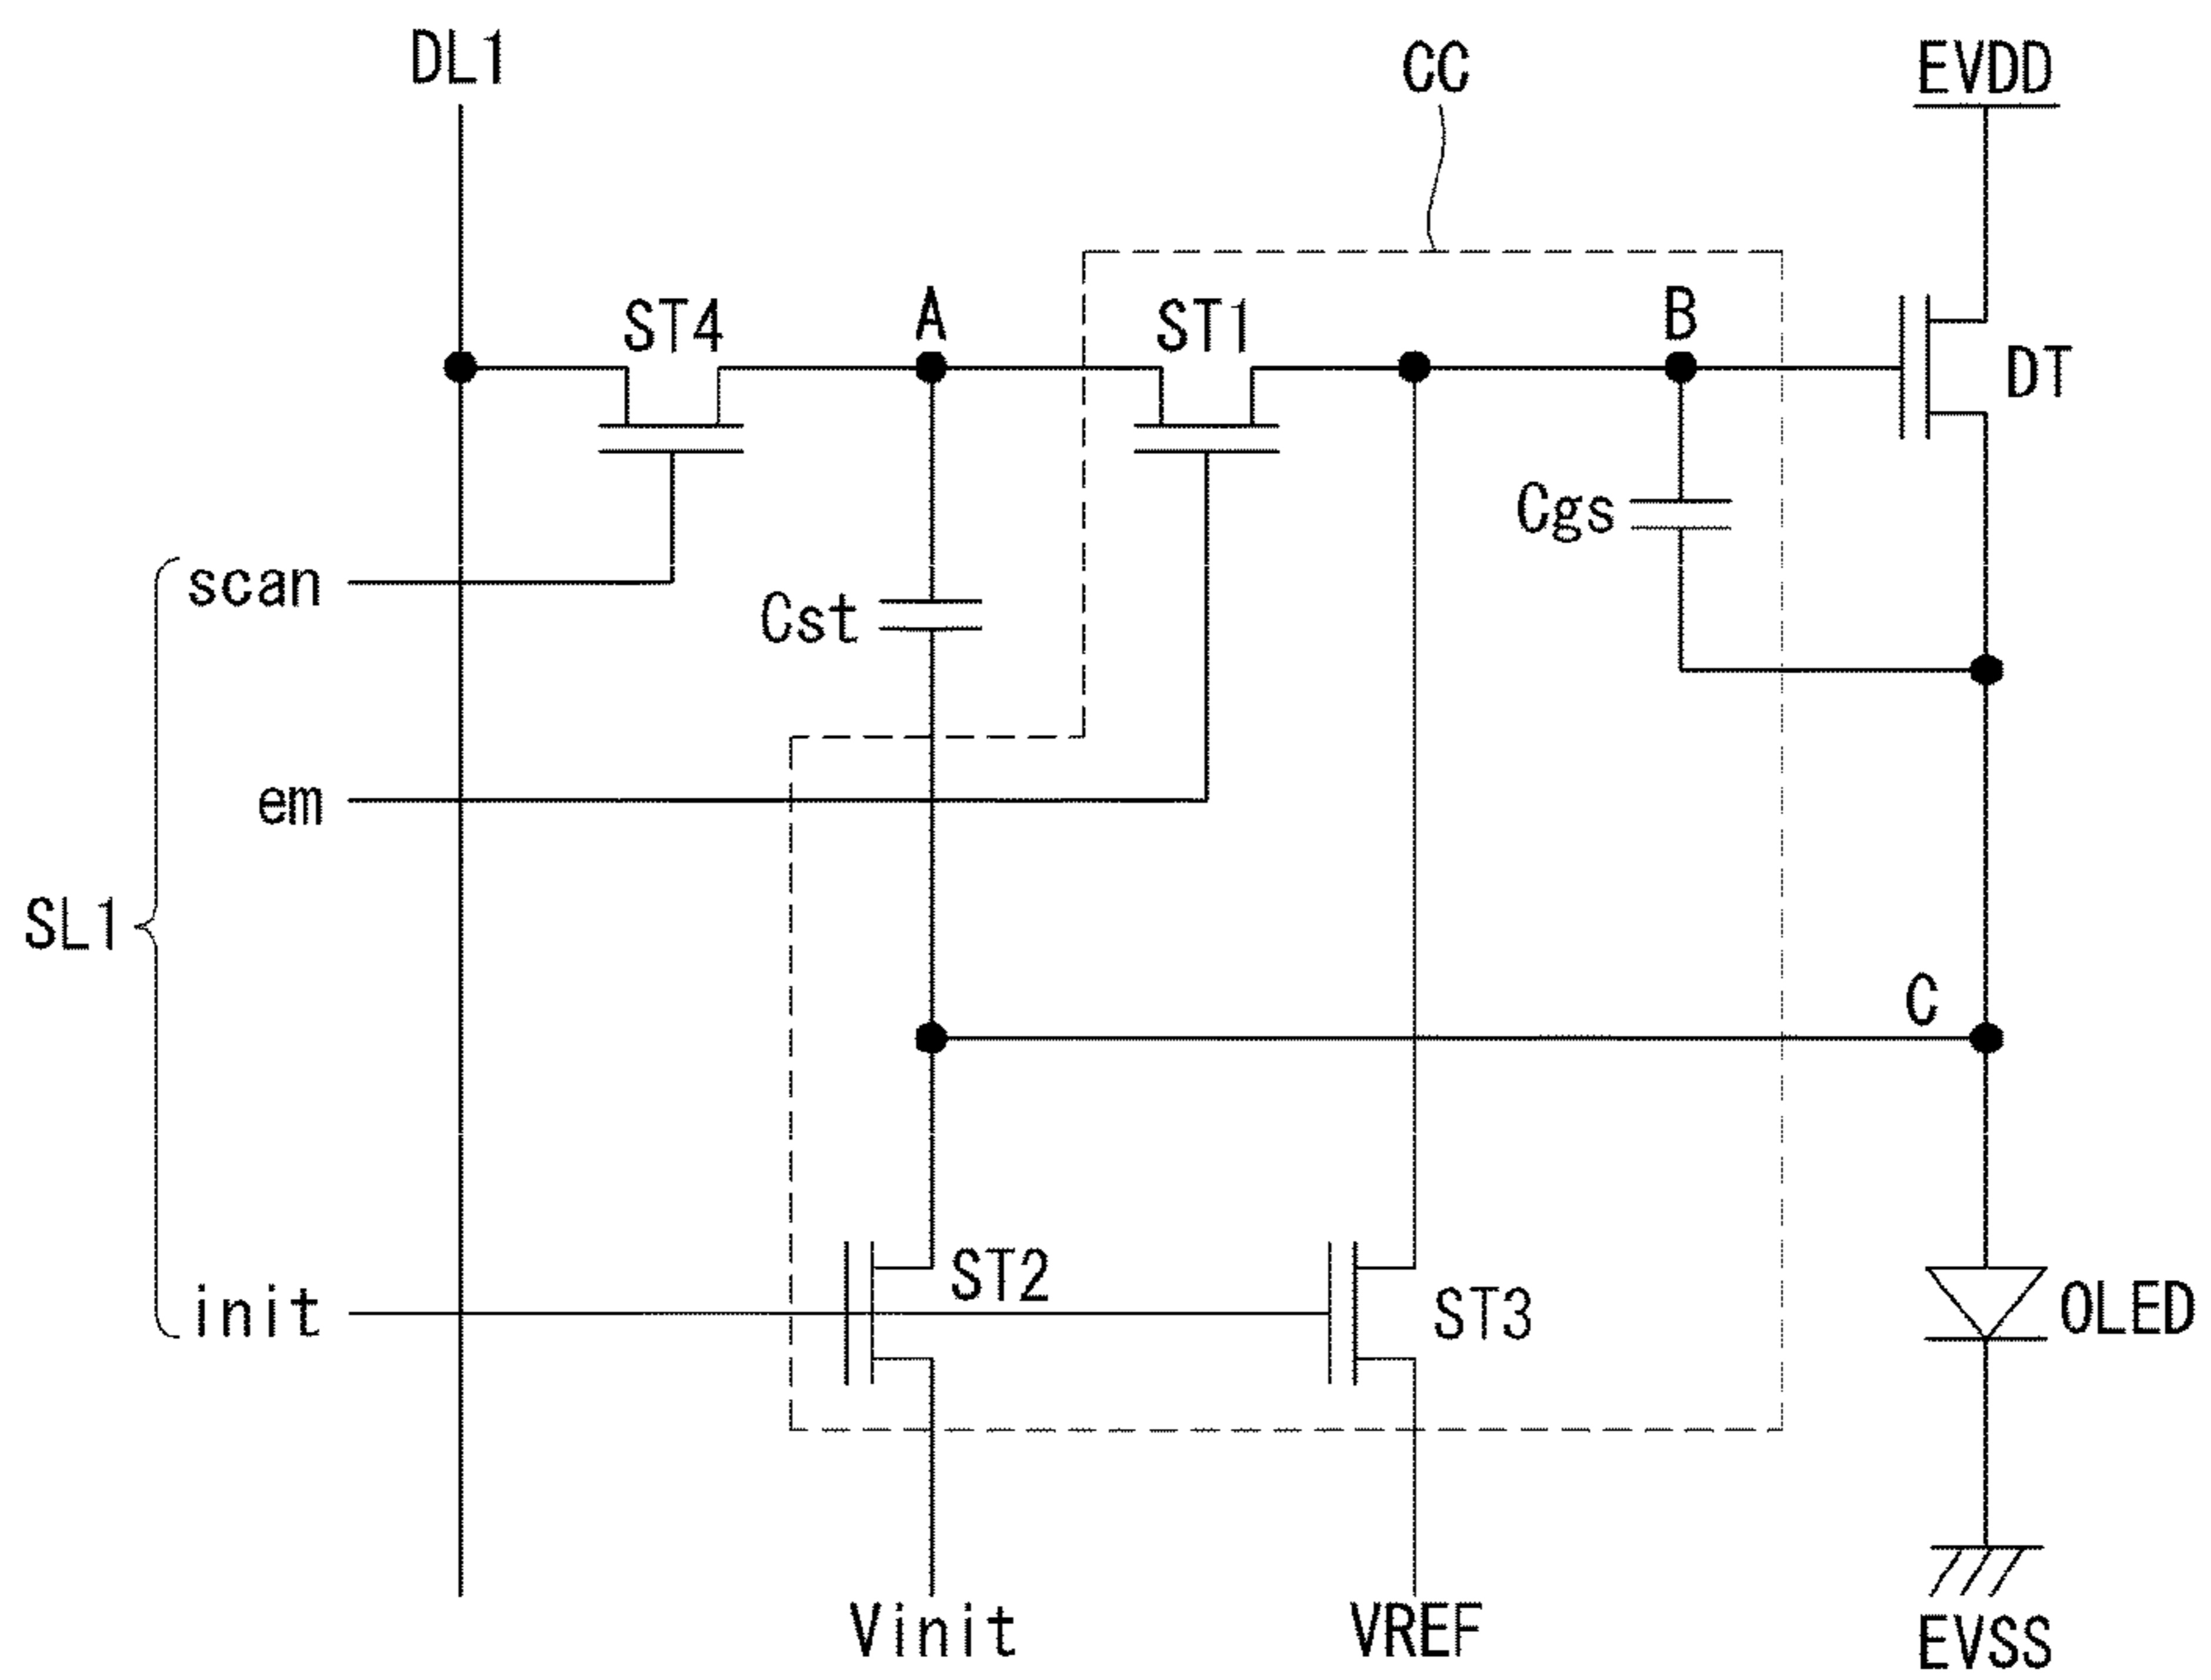 DL1
CC
EVDD
ST4
A
ST1
B
DT
Cgs
scan
Cst
em
SL1
C
init
ST2
ST3
OLED
Vinit
VREF
EVSS